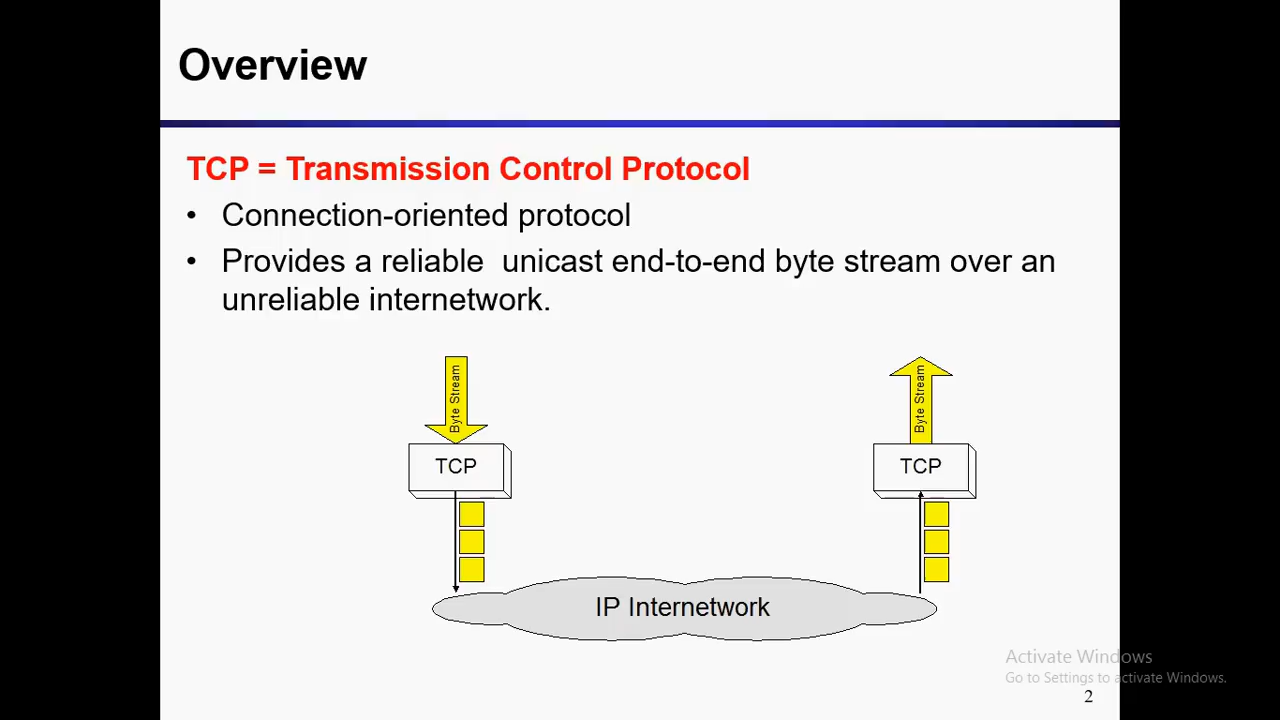 Overview
TCP = Transmission Control Protocol
• Connection-oriented protocol
• Provides a reliable  unicast end-to-end byte stream over an
unreliable internetwork.
Byte Stream
Byte Stream
TCP
TCP
IP Internetwork
Activate Windows
Go to Settings to activate Windows.
2